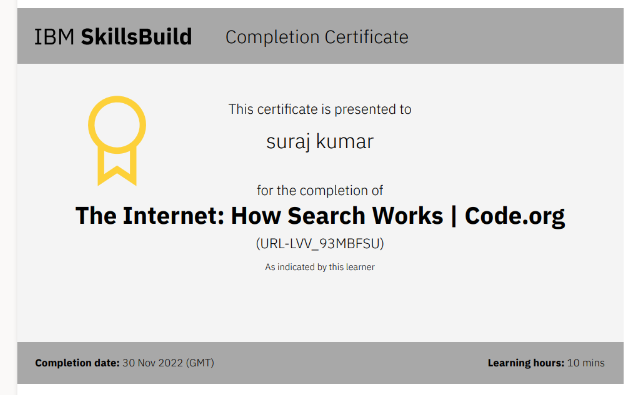 IBM SkillsBuild Completion Certificate
This certificate is presented to
suraj kumar
for the completion of
The Internet: How Search Works | Code.org
(URL-LVV_93MBFSU)
As indicated by this learner
Completion date: 30 Nov 2022 (GMT) Learning hours: 10 mins